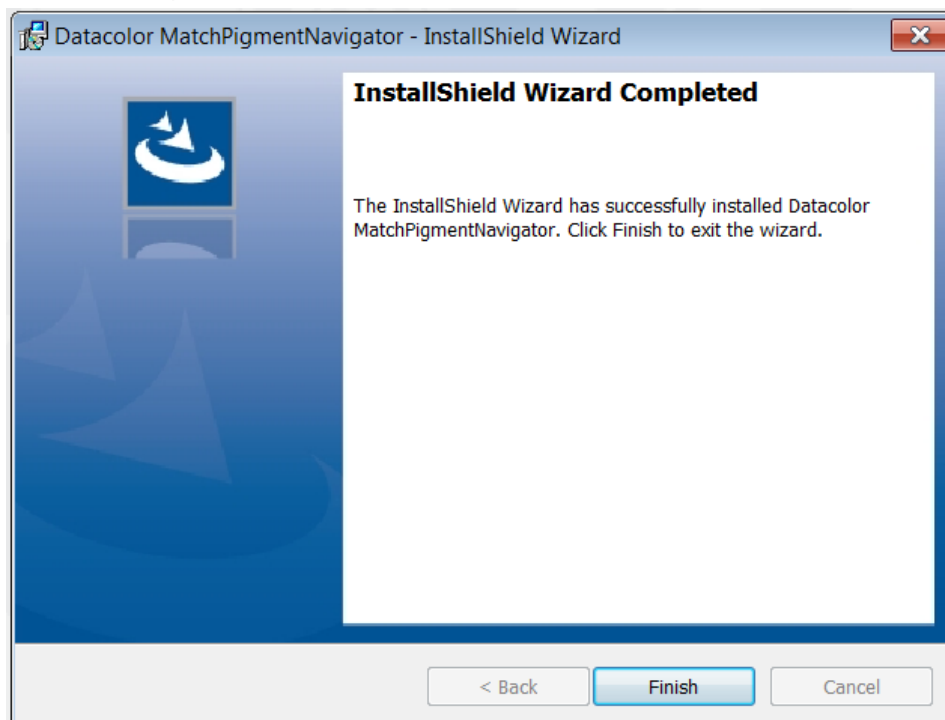 Datacolor MatchPigmentNavigator - InstallShield Wizard
InstallShield Wizard Completed
The InstallShield Wizard has successfully installed Datacolor
MatchPigmentNavigator. Click Finish to exit the wizard.
< Back
Finish
Cancel